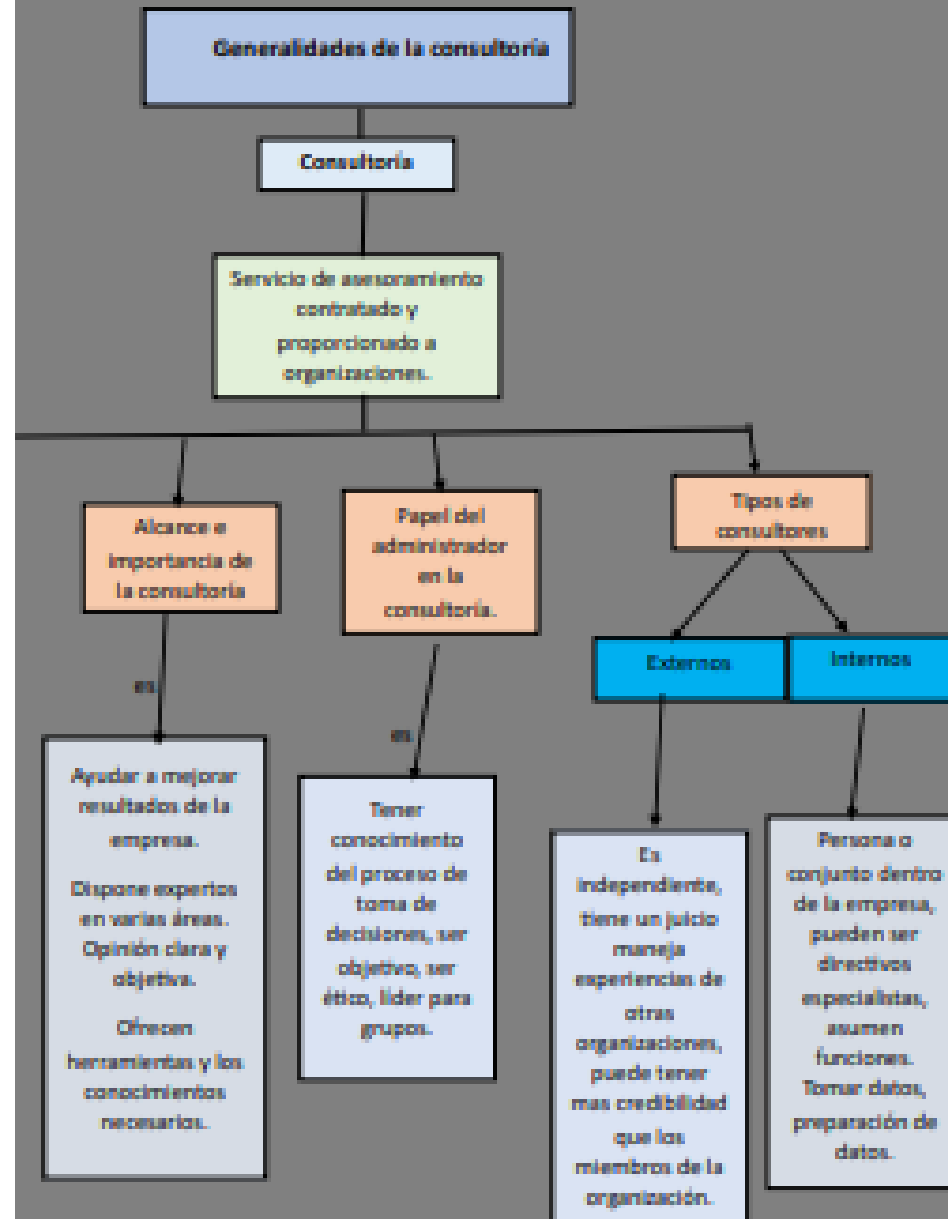 Generalidades de la consultoría
Consultoría
Servicio de asesoramiento
contratado y
proporcionado a
organizaciones.
Alcance e
importancia de
la consultoría
es
Ayudar a mejorar
resultados de la
empresa.
Dispone expertos
en varias áreas.
Opinión clara y
objetiva.
Ofrecen
herramientas y los
conocimientos
necesarios.
Papel del
administrador
en la
consultoría.
es
Tener
conocimiento
del proceso de
toma de
decisiones, ser
objetivo, ser
ético, líder para
grupos.
Tipos de
consultores
Externos
Es
independiente,
tiene un juicio
maneja
experiencias de
otras
organizaciones,
puede tener
mas credibilidad
que los
miembros de la
organización.
Internos
Persona o
conjunto dentro
de la empresa,
pueden ser
directivos
especialistas,
asumen
funciones.
Tomar datos,
preparación de
datos.